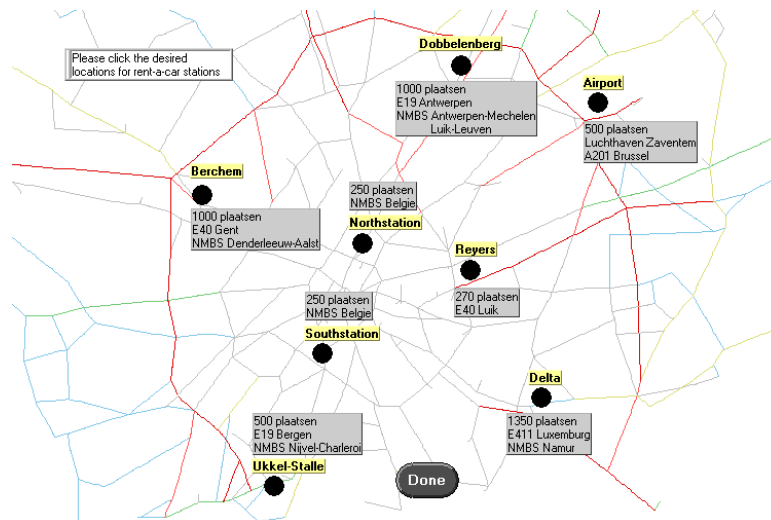 Please click the desired
locations for rent-a-car stations
Dobbelenberg
1000 plaatsen
E19 Antwerpen
NMBS Antwerpen-Mechelen
Luik-Leuven
Airport
500 plaatsen
Luchthaven Zaventem
A201 Brussel
Berchem
1000 plaatsen
E40 Gent
NMBS Denderleeuw-Aalst
250 plaatsen
NMBS Belgie
Northstation
Reyers
270 plaatsen
E40 Luik
250 plaatsen
NMBS Belgie
Southstation
Delta
1350 plaatsen
E411 Luxemburg
NMBS Namur
500 plaatsen
E19 Bergen
NMBS Nijvel-Charleroi
Ukkel-Stalle
Done